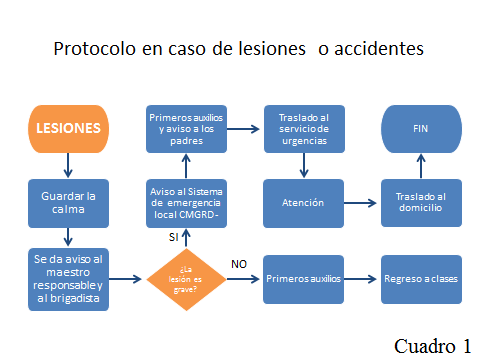 Protocolo en caso de lesiones o accidentes
LESIONES
Guardar la
calma
Se da aviso al
maestro
responsable y
al brigadista
¿La
lesión es
grave?
SI
Aviso al Sistema
de emergencia
local CMGRD-
Primeros auxilios
y aviso a los
padres
Traslado al
servicio de
urgencias
Atención
Traslado al
domicilio
FIN
NO
Primeros auxilios
Regreso a clases
Cuadro 1